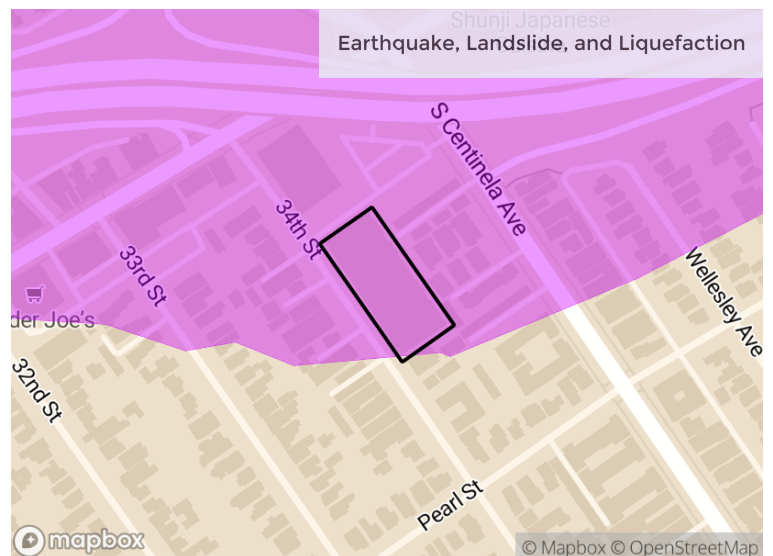 Shunji Japanese
Earthquake, Landslide, and Liquefaction
S Centinela Ave
34th St
33rd St
Wellesley Ave
der Joe's
32nd St
Pearl St
mapbox
© Mapbox © OpenStreetMap